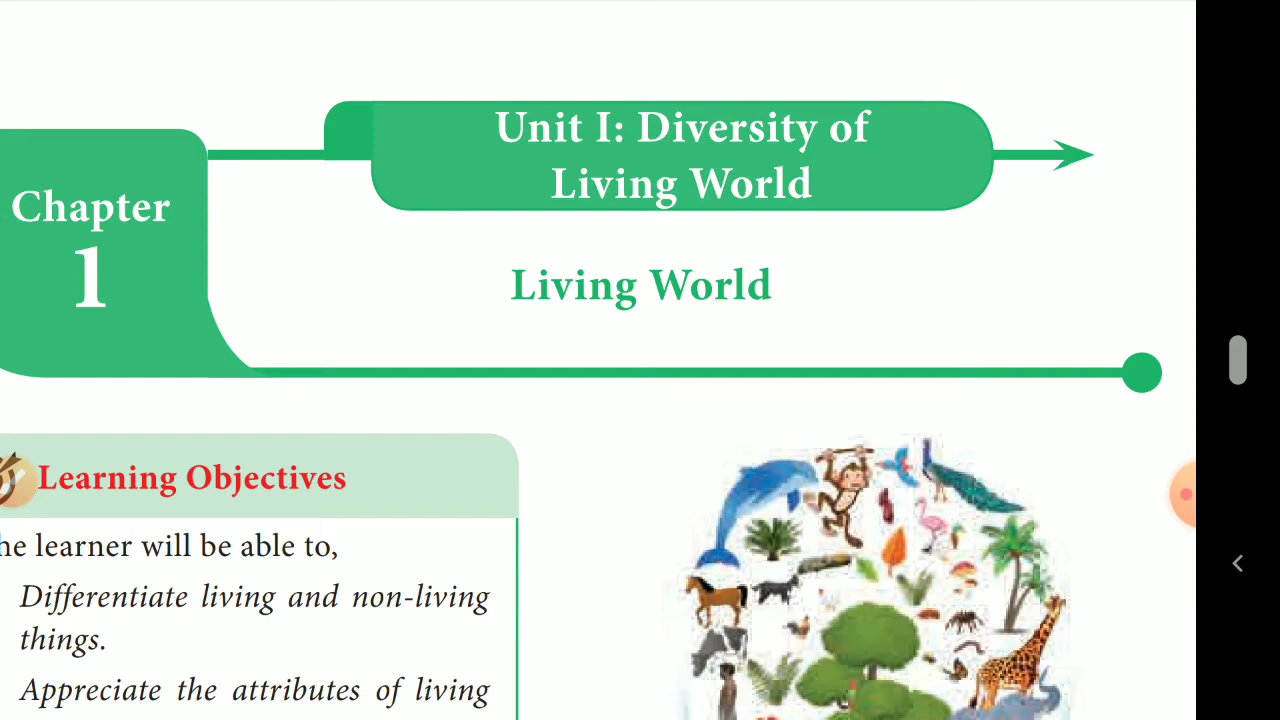 Unit I: Diversity of
Living World
Chapter
1
Living World
Learning Objectives
learner will be able to,
Differentiate living and non-living
things.
Appreciate the attributes of living